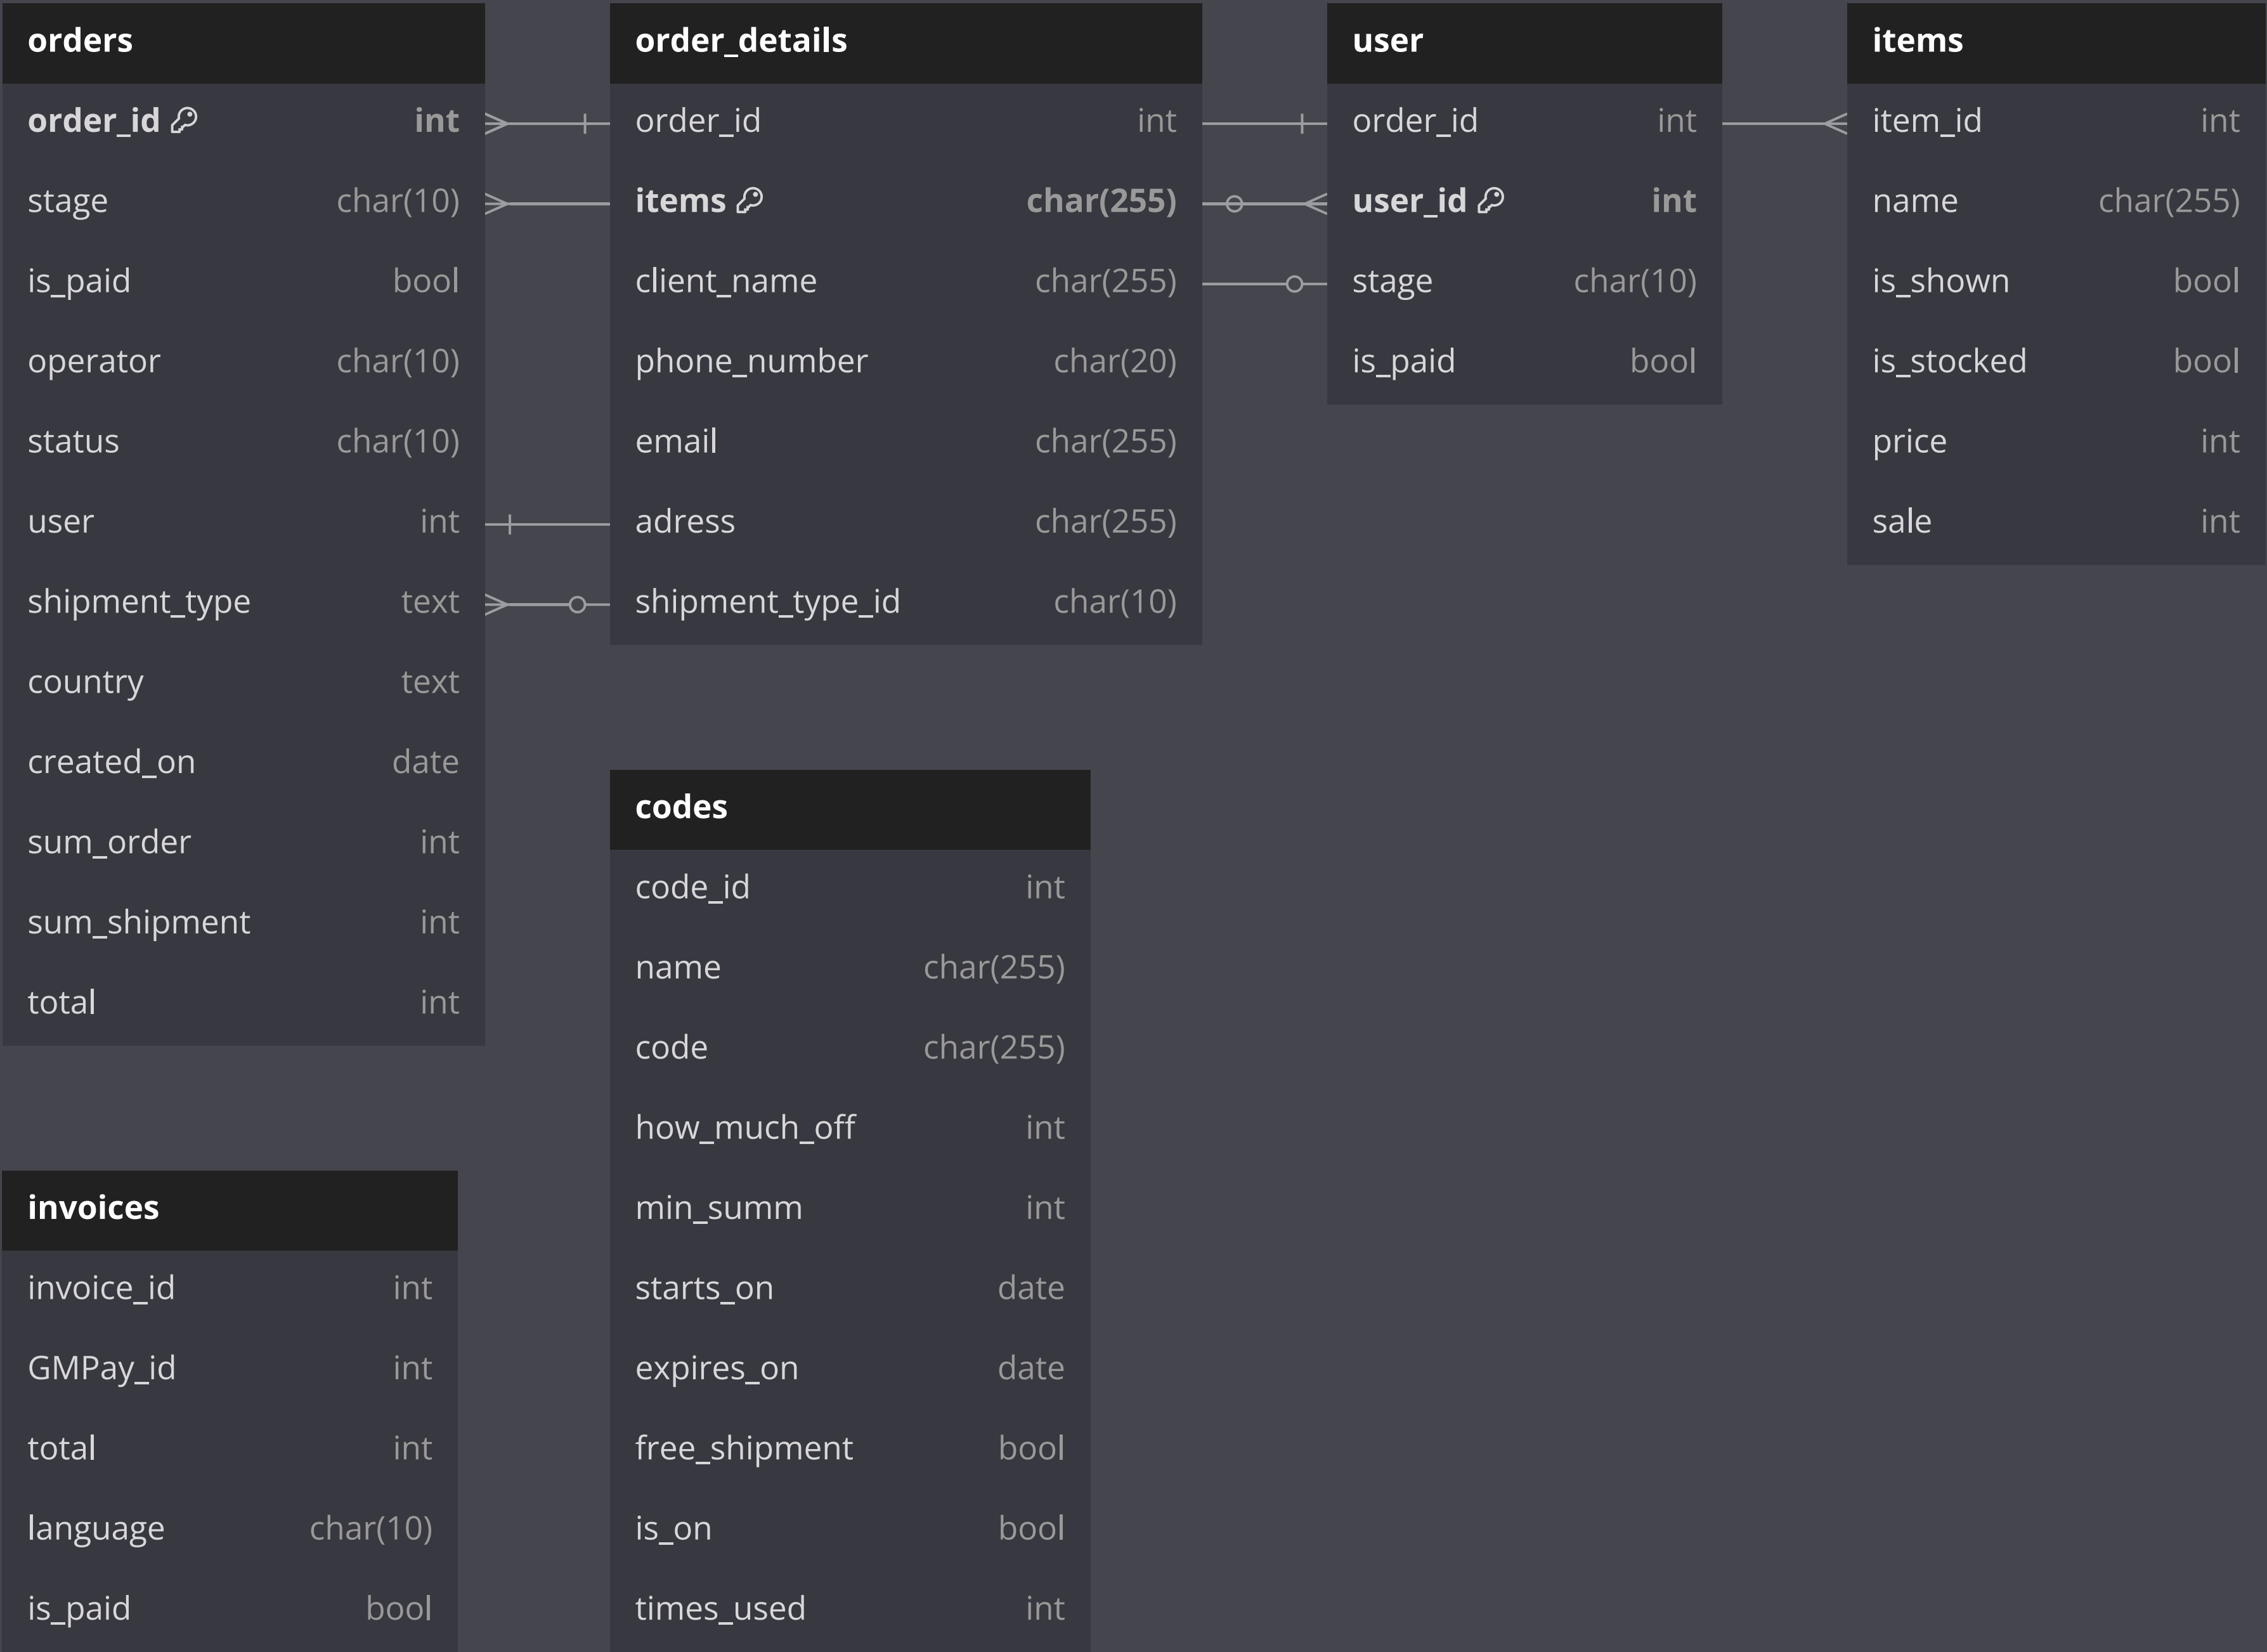 orders
order_id int
stage char(10)
is_paid bool
operator char(10)
status char(10)
user int
shipment_type text
country text
created_on date
sum_order int
sum_shipment int
total int
order_details
order_id int
items char(255)
client_name char(255)
phone_number char(20)
email char(255)
adress char(255)
shipment_type_id char(10)
user
order_id int
user_id int
stage char(10)
is_paid bool
items
item_id int
name char(255)
is_shown bool
is_stocked bool
price int
sale int
codes
code_id int
name char(255)
code char(255)
how_much_off int
min_summ int
starts_on date
expires_on date
free_shipment bool
is_on bool
times_used int
invoices
invoice_id int
GMPay_id int
total int
language char(10)
is_paid bool